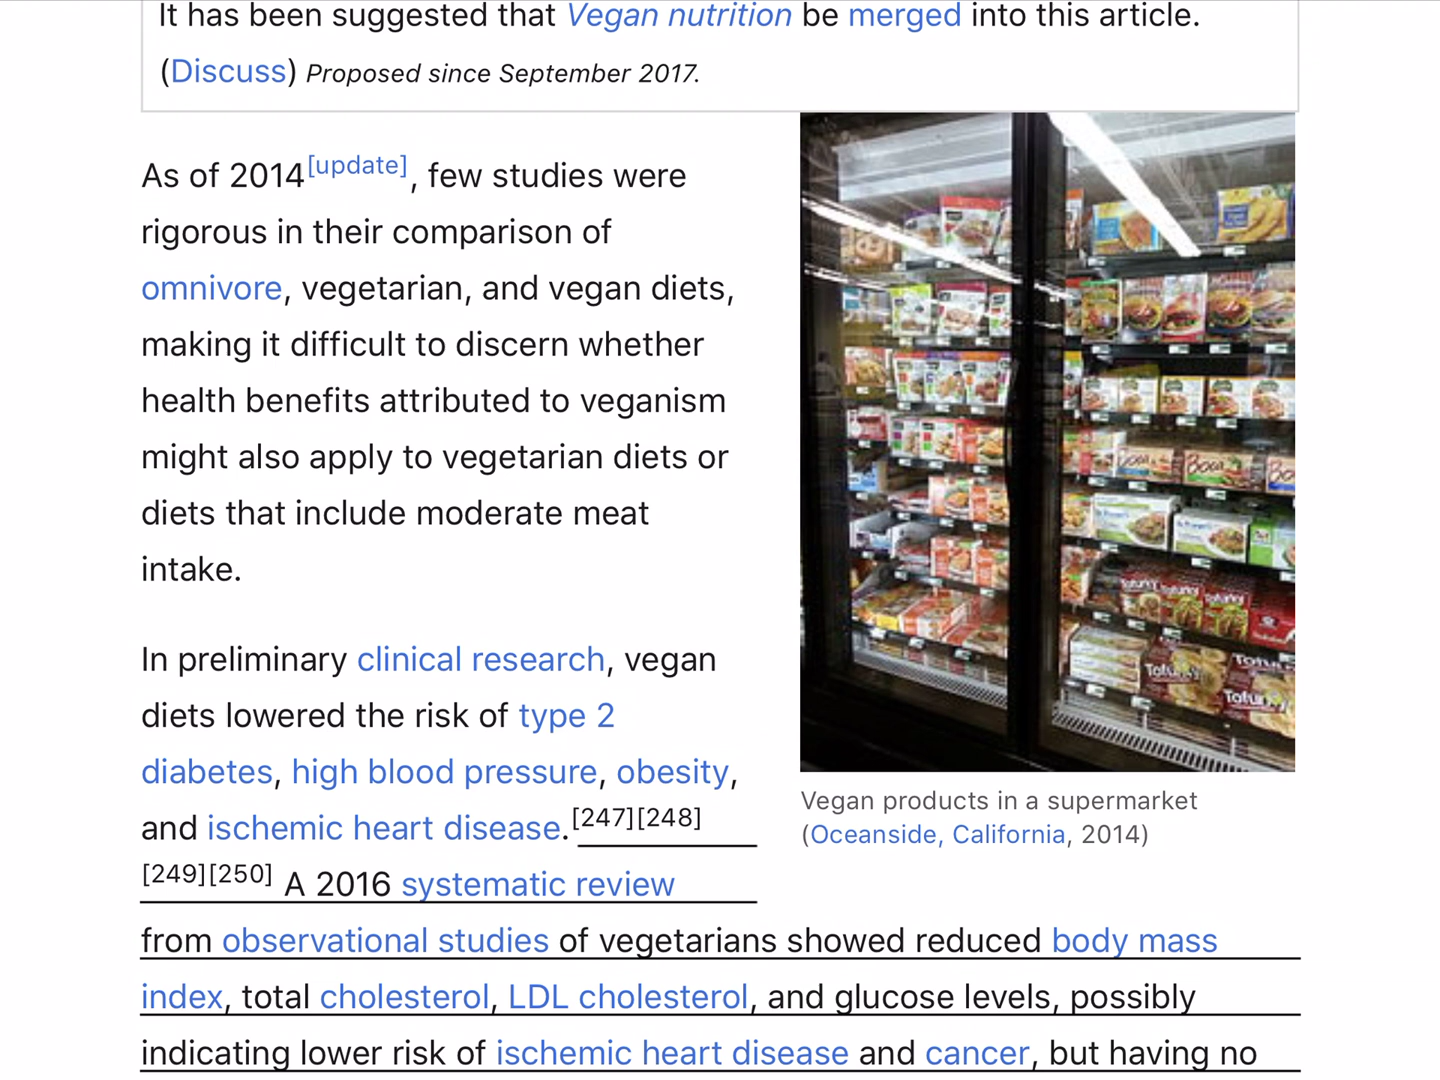 It has been suggested that Vegan nutrition be merged into this article.
(Discuss) Proposed since September 2017.
As of 2014[update], few studies were
rigorous in their comparison of
omnivore, vegetarian, and vegan diets,
making it difficult to discern whether
health benefits attributed to veganism
might also apply to vegetarian diets or
diets that include moderate meat
intake.
In preliminary clinical research, vegan
diets lowered the risk of type 2
diabetes, high blood pressure, obesity,
and ischemic heart disease.[247][248]
[249][250] A 2016 systematic review
from observational studies of vegetarians showed reduced body mass
index, total cholesterol, LDL cholesterol, and glucose levels, possibly
indicating lower risk of ischemic heart disease and cancer, but having no
Boca
Boca
Tofurky
Tofurky
Tofurky
Tofurky
Vegan products in a supermarket
(Oceanside, California, 2014)